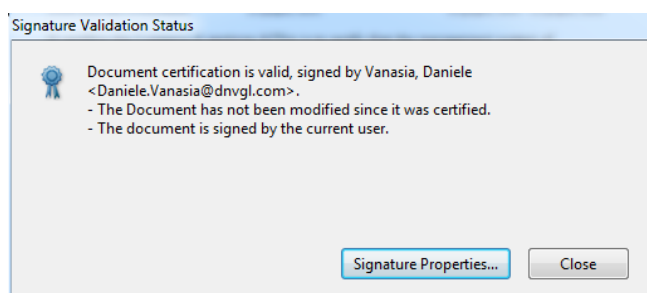 Signature Validation Status
Document certification is valid, signed by Vanasia, Daniele
<Daniele.Vanasia@dnvgl.com>.
- The Document has not been modified since it was certified.
- The document is signed by the current user.
Signature Properties...
Close